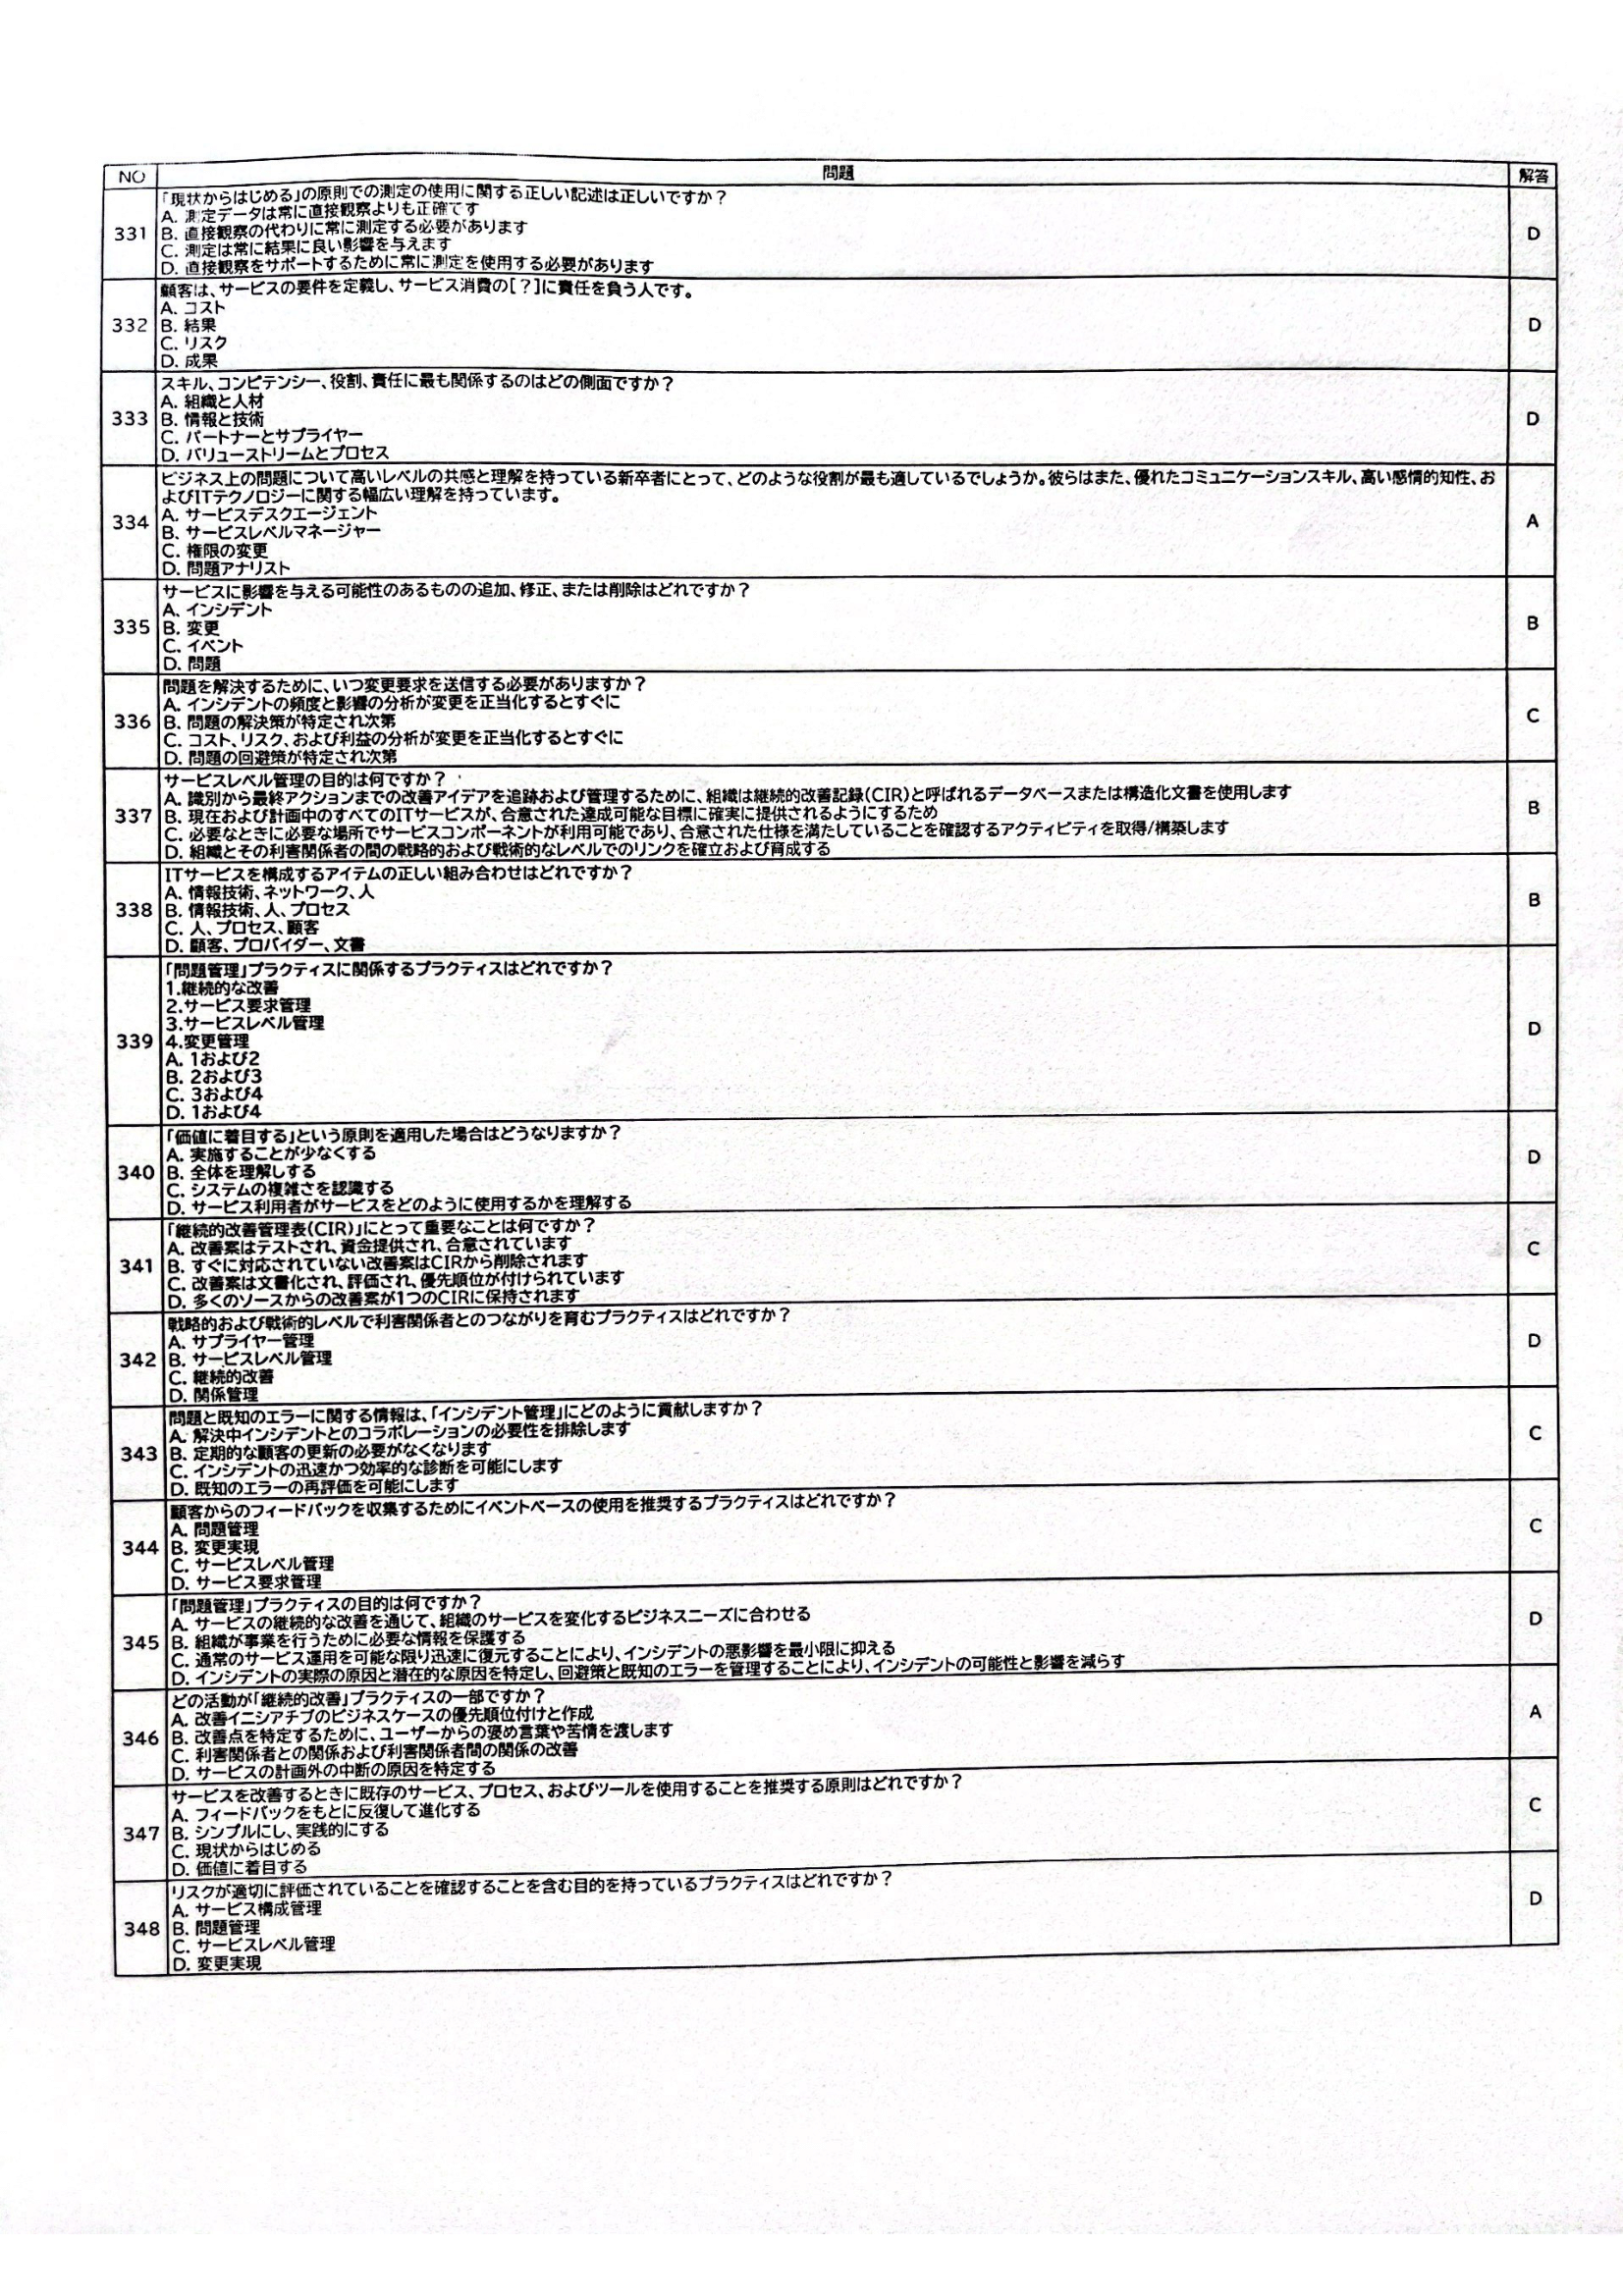 NO 問題 解答
「現状からはじめる」の原則での測定の使用に関する正しい記述は正しいですか？
A. 測定データは常に直接観察よりも正確です
331 B. 直接観察の代わりに常に測定する必要があります D
C. 測定は常に結果に良い影響を与えます
D. 直接観察をサポートするために常に測定を使用する必要があります
顧客は、サービスの要件を定義し、サービス消費の[？]に責任を負う人です。
A. コスト
332 B. 結果 D
C. リスク
D. 成果
スキル、コンピテンシー、役割、責任に最も関係するのはどの側面ですか？
A. 組織と人材
333 B. 情報と技術 D
C. パートナーとサプライヤー
D. バリューストリームとプロセス
ビジネス上の問題について高いレベルの共感と理解を持っている新卒者にとって、どのような役割が最も適しているでしょうか。彼らはまた、優れたコミュニケーションスキル、高い感情的知性、お
よびITテクノロジーに関する幅広い理解を持っています。
334 A. サービスデスクエージェント A
B. サービスレベルマネージャー
C. 権限の変更
D. 問題アナリスト
サービスに影響を与える可能性のあるものの追加、修正、または削除はどれですか？
A. インシデント
335 B. 変更 B
C. イベント
D. 問題
問題を解決するために、いつ変更要求を送信する必要がありますか？
A. インシデントの頻度と影響の分析が変更を正当化するとすぐに
336 B. 問題の解決策が特定され次第 C
C. コスト、リスク、および利益の分析が変更を正当化するとすぐに
D. 問題の回避策が特定され次第
サービスレベル管理の目的は何ですか？
A. 識別から最終アクションまでの改善アイデアを追跡および管理するために、組織は継続的改善記録(CIR)と呼ばれるデータベースまたは構造化文書を使用します
337 B. 現在および計画中のすべてのITサービスが、合意された達成可能な目標に確実に提供されるようにするため B
C. 必要なときに必要な場所でサービスコンポーネントが利用可能であり、合意された仕様を満たしていることを確認するアクティビティを取得/構築します
D. 組織とその利害関係者の間の戦略的および戦術的なレベルでのリンクを確立および育成する
ITサービスを構成するアイテムの正しい組み合わせはどれですか？
A. 情報技術、ネットワーク、人
338 B. 情報技術、人、プロセス B
C. 人、プロセス、顧客
D. 顧客、プロバイダー、文書
「問題管理」プラクティスに関係するプラクティスはどれですか？
1.継続的な改善
2.サービス要求管理
3.サービスレベル管理
339 4.変更管理 D
A. 1および2
B. 2および3
C. 3および4
D. 1および4
「価値に着目する」という原則を適用した場合はどうなりますか？
A. 実施することが少なくする
340 B. 全体を理解しする D
C. システムの複雑さを認識する
D. サービス利用者がサービスをどのように使用するかを理解する
「継続的改善管理表(CIR)」にとって重要なことは何ですか？
A. 改善案はテストされ、資金提供され、合意されています
341 B. すぐに対応されていない改善案はCIRから削除されます C
C. 改善案は文書化され、評価され、優先順位が付けられています
D. 多くのソースからの改善案が1つのCIRに保持されます
戦略的および戦術的レベルで利害関係者とのつながりを育むプラクティスはどれですか？
A. サプライヤー管理
342 B. サービスレベル管理 D
C. 継続的改善
D. 関係管理
問題と既知のエラーに関する情報は、「インシデント管理」にどのように貢献しますか？
A. 解決中インシデントとのコラボレーションの必要性を排除します
343 B. 定期的な顧客の更新の必要がなくなります C
C. インシデントの迅速かつ効率的な診断を可能にします
D. 既知のエラーの再評価を可能にします
顧客からのフィードバックを収集するためにイベントベースの使用を推奨するプラクティスはどれですか？
A. 問題管理
344 B. 変更実現 C
C. サービスレベル管理
D. サービス要求管理
「問題管理」プラクティスの目的は何ですか？
A. サービスの継続的な改善を通じて、組織のサービスを変化するビジネスニーズに合わせる
345 B. 組織が事業を行うために必要な情報を保護する D
C. 通常のサービス運用を可能な限り迅速に復元することにより、インシデントの悪影響を最小限に抑える
D. インシデントの実際の原因と潜在的な原因を特定し、回避策と既知のエラーを管理することにより、インシデントの可能性と影響を減らす
どの活動が「継続的改善」プラクティスの一部ですか？
A. 改善イニシアチブのビジネスケースの優先順位付けと作成
346 B. 改善点を特定するために、ユーザーからの褒め言葉や苦情を渡します A
C. 利害関係者との関係および利害関係者間の関係の改善
D. サービスの計画外の中断の原因を特定する
サービスを改善するときに既存のサービス、プロセス、およびツールを使用することを推奨する原則はどれですか？
A. フィードバックをもとに反復して進化する
347 B. シンプルにし、実践的にする C
C. 現状からはじめる
D. 価値に着目する
リスクが適切に評価されていることを確認することを含む目的を持っているプラクティスはどれですか？
A. サービス構成管理
348 B. 問題管理 D
C. サービスレベル管理
D. 変更実現